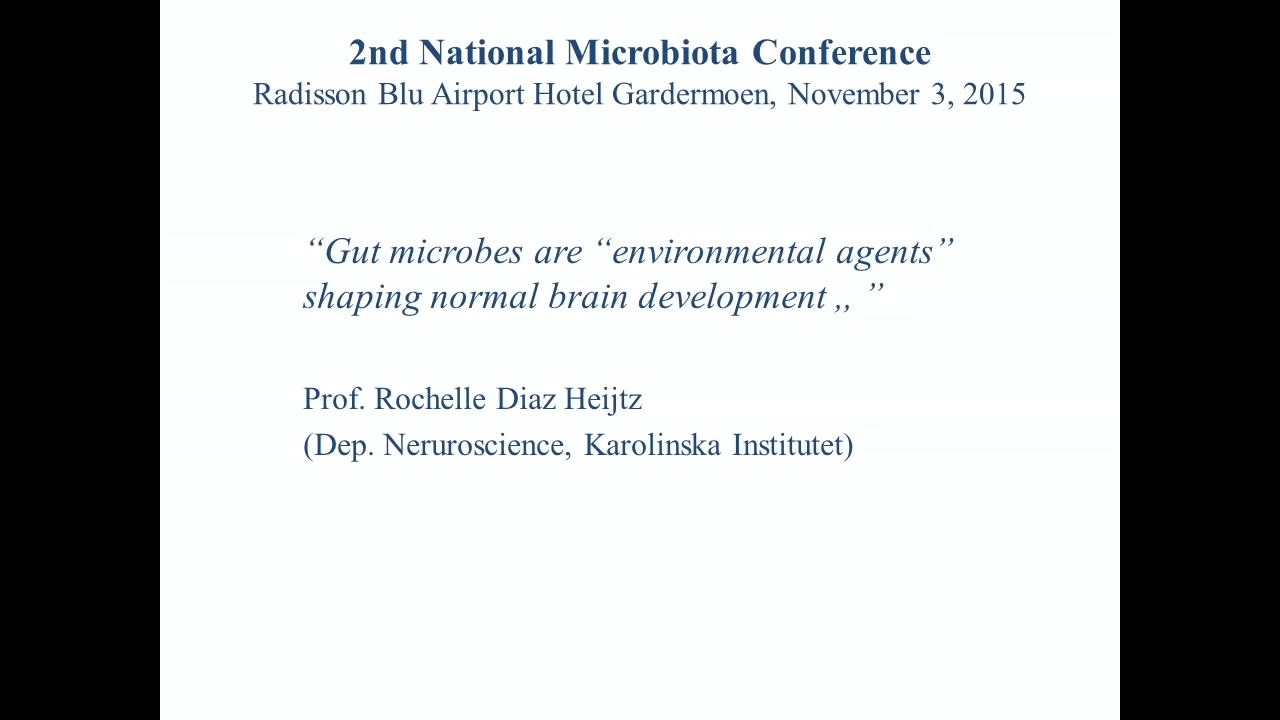 2nd National Microbiota Conference
Radisson Blu Airport Hotel Gardermoen, November 3, 2015
“Gut microbes are “environmental agents”
shaping normal brain development ,, ”
Prof. Rochelle Diaz Heijtz
(Dep. Neruroscience, Karolinska Institutet)